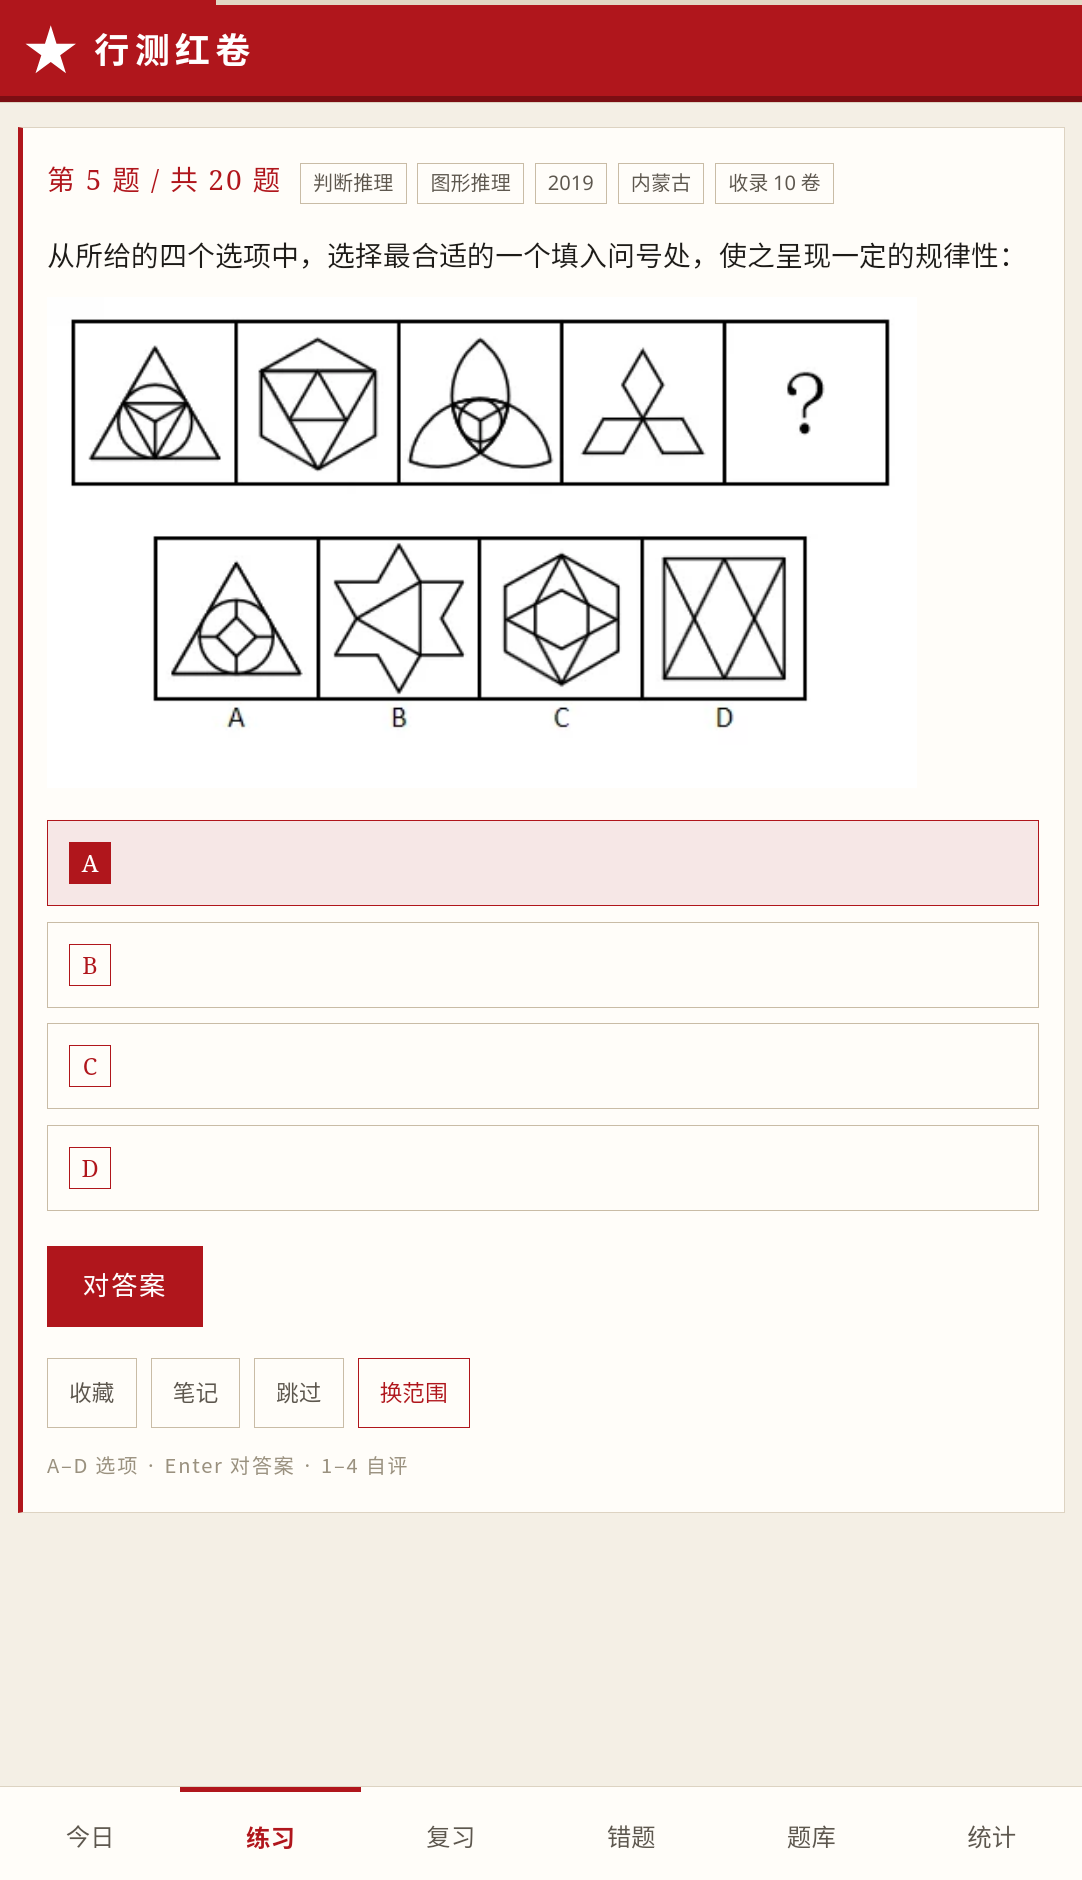 行测红卷
第 5 题 / 共 20 题 判断推理 图形推理 2019 内蒙古 收录 10 卷
从所给的四个选项中，选择最合适的一个填入问号处，使之呈现一定的规律性：
?
A B C D
A
B
C
D
对答案
收藏 笔记 跳过 换范围
A–D 选项 · Enter 对答案 · 1–4 自评
今日 练习 复习 错题 题库 统计